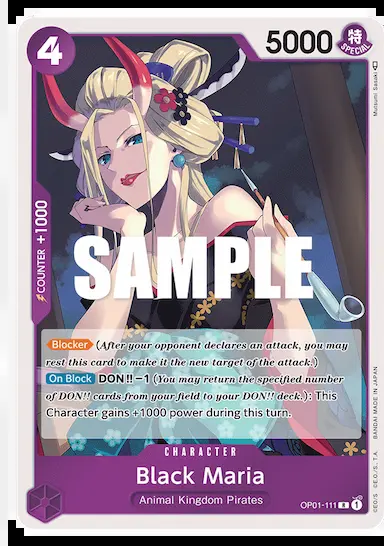 4
5000
特
SPECIAL
Mutsumi Sasaki
COUNTER +1000
SAMPLE
Blocker (After your opponent declares an attack, you may
rest this card to make it the new target of the attack.)
On Block DON!! −1 (You may return the specified number
of DON!! cards from your field to your DON!! deck.): This
Character gains +1000 power during this turn.
CHARACTER
Black Maria
Animal Kingdom Pirates
OP01-111 R 1
©E.O./S. ©E.O./S., T.A. BANDAI MADE IN JAPAN